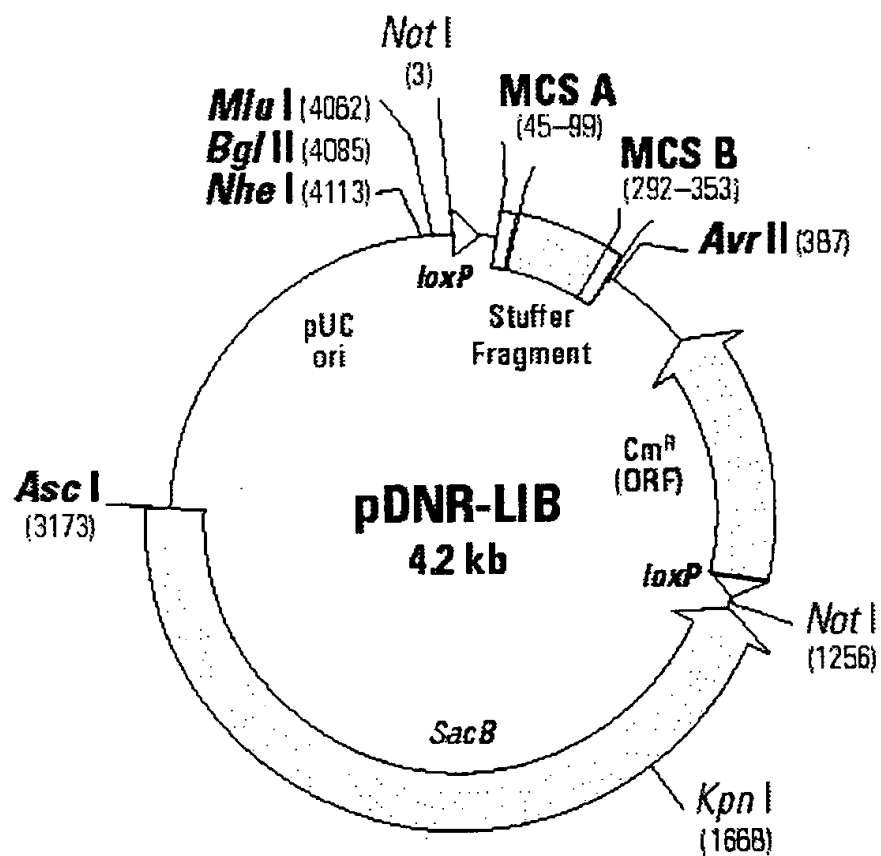 Not I
(3)
MCS A
(45–99)
Mlu I (4062)
Bgl II (4085)
Nhe I (4113)
MCS B
(292–353)
Avr II (387)
loxP
pUC
ori
Stuffer
Fragment
CmR
(ORF)
Asc I
(3173)
pDNR-LIB
4.2 kb
loxP
Not I
(1256)
SacB
Kpn I
(1668)